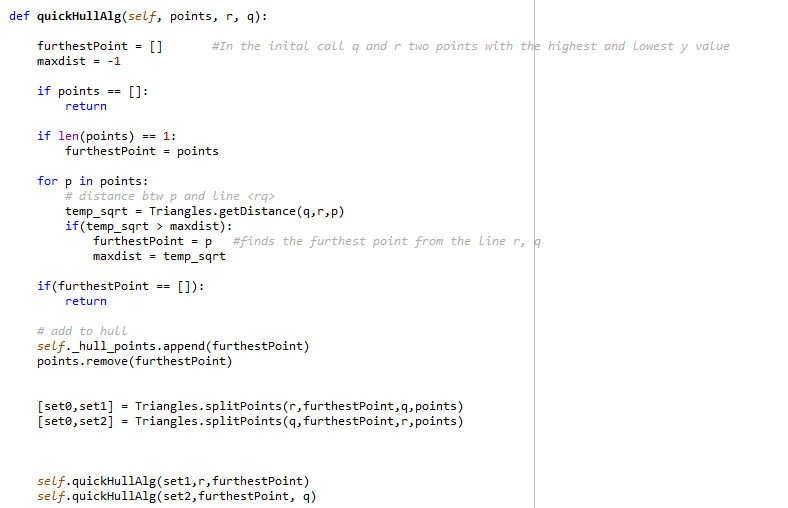 def quickHullAlg(self, points, r, q):
furthestPoint = [] #In the inital call q and r two points with the highest and lowest y value
maxdist = -1
if points == []:
return
if len(points) == 1:
furthestPoint = points
for p in points:
# distance btw p and line <rq>
temp_sqrt = Triangles.getDistance(q,r,p)
if(temp_sqrt > maxdist):
furthestPoint = p #finds the furthest point from the line r, q
maxdist = temp_sqrt
if(furthestPoint == []):
return
# add to hull
self._hull_points.append(furthestPoint)
points.remove(furthestPoint)
[set0,set1] = Triangles.splitPoints(r,furthestPoint,q,points)
[set0,set2] = Triangles.splitPoints(q,furthestPoint,r,points)
self.quickHullAlg(set1,r,furthestPoint)
self.quickHullAlg(set2,furthestPoint, q)